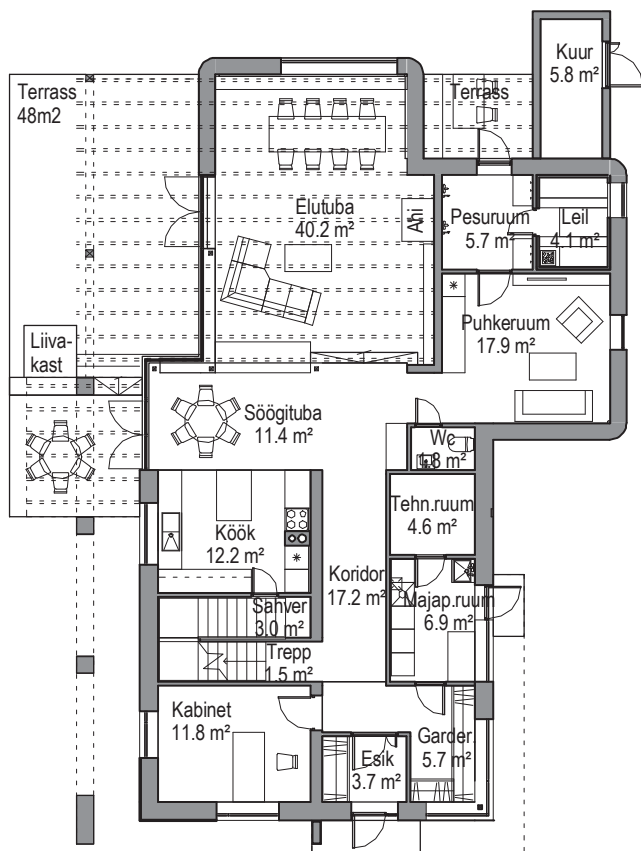 Kuur
5.8 m²
Terrass
48m2
Terrass
Elutuba
40.2 m²
Ahi
Pesuruum
5.7 m²
Leil
4.1 m²
Puhkeruum
17.9 m²
Liiva-
kast
Söögituba
11.4 m²
Wc
1.8 m²
Tehn.ruum
4.6 m²
Köök
12.2 m²
Koridor
17.2 m²
Majap.ruum
6.9 m²
Sahver
3.0 m²
Trepp
1.5 m²
Kabinet
11.8 m²
Garder.
5.7 m²
Esik
3.7 m²